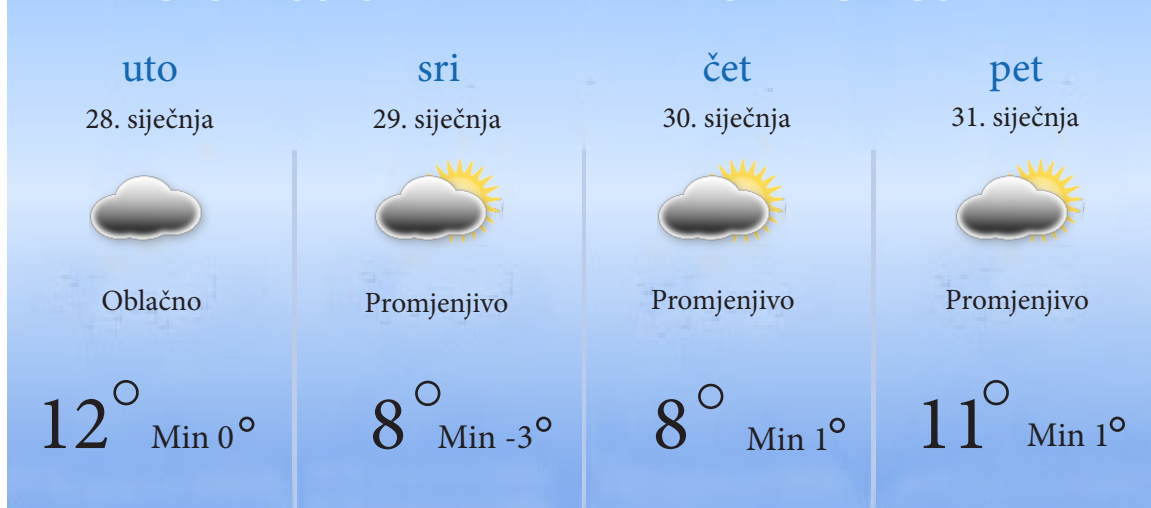 uto
28. siječnja
Oblačno
12° Min 0°
sri
29. siječnja
Promjenjivo
8° Min -3°
čet
30. siječnja
Promjenjivo
8° Min 1°
pet
31. siječnja
Promjenjivo
11° Min 1°